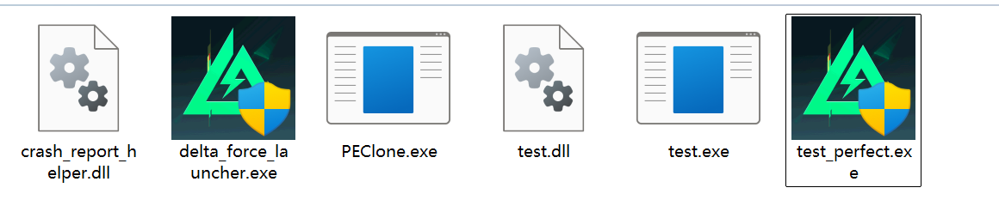 crash_report_h
elper.dll
delta_force_la
uncher.exe
PEClone.exe
test.dll
test.exe
test_perfect.ex
e